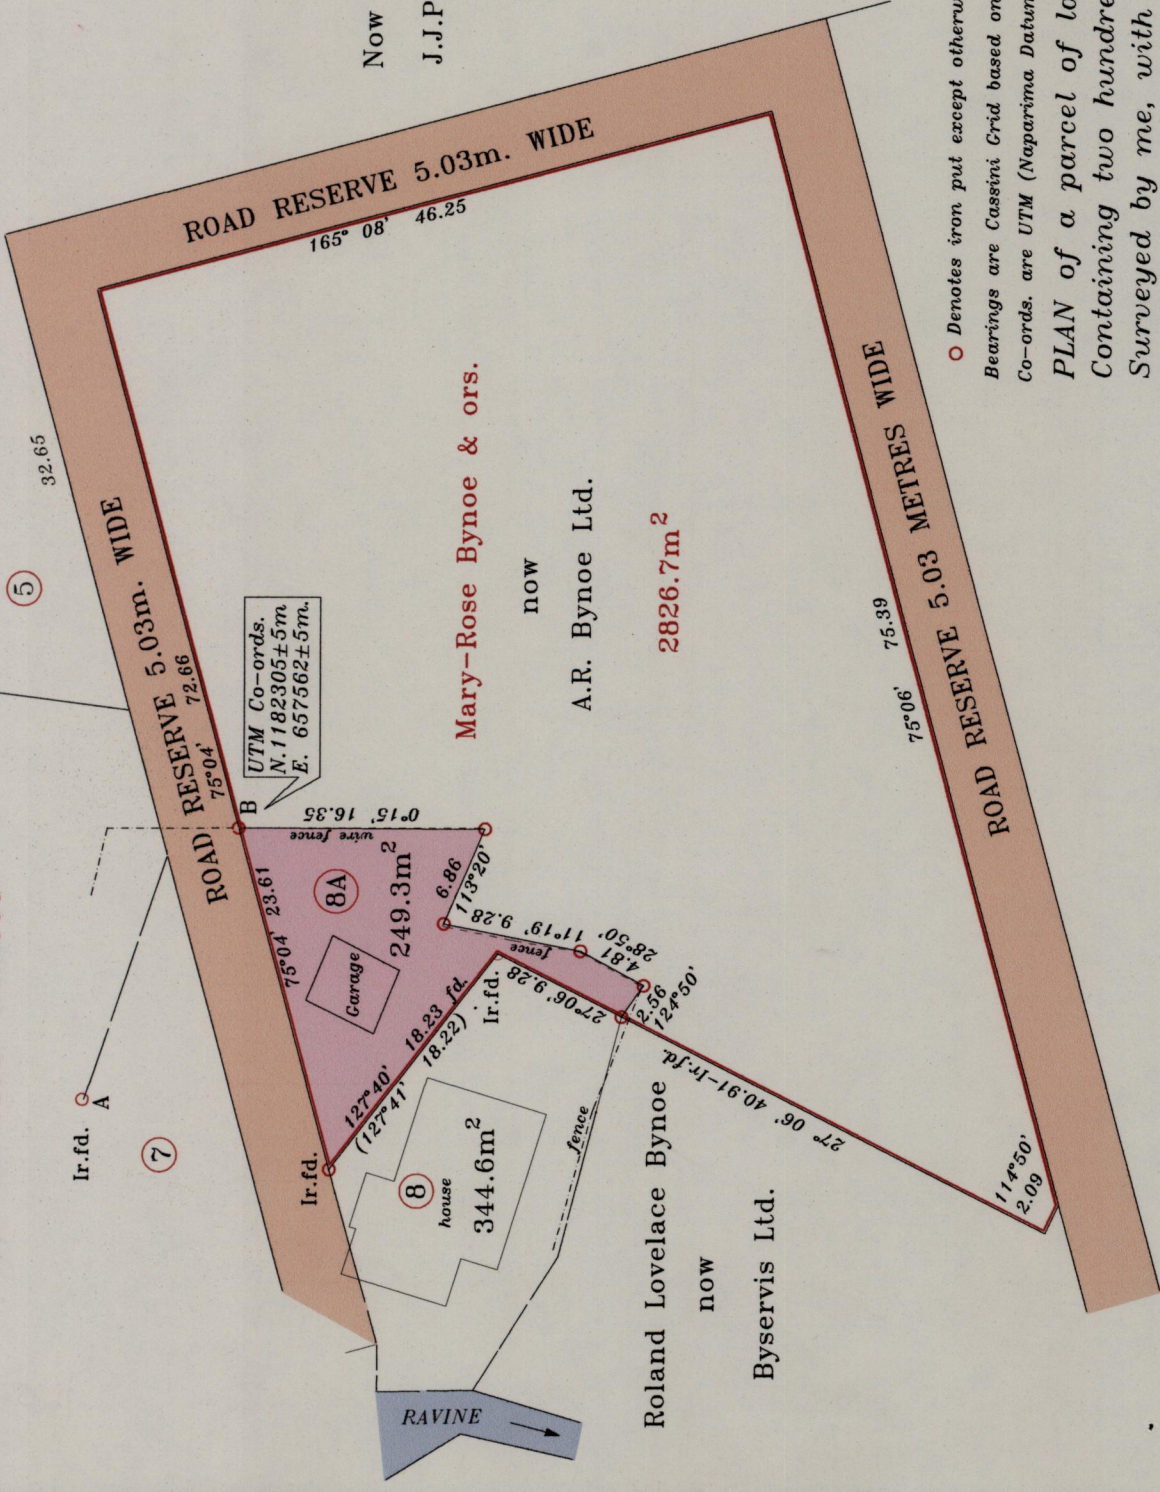 Now
J.J.P
ROAD RESERVE 5.03m. WIDE
165° 08' 46.25
32.65
5
ROAD RESERVE 5.03m. WIDE
75°04' 72.66
UTM Co-ords.
N.1182305±5m
E. 657562±5m.
B
Mary-Rose Bynoe & ors.
now
A.R. Bynoe Ltd.
2826.7m²
0°15' 16.35
wire fence
75°04' 23.61
8A
249.3m²
Garage
6.86
113°20'
11°19' 9.28
fence
28°50'
4.81
2.56
124°50'
27°06' 9.28
Ir.fd.
127°40' 18.23 fd.
(127°41' 18.22)
Ir.fd.
A
7
Ir.fd.
8
house
344.6m²
fence
27° 06' 40.91-Ir.fd.
114°50'
2.09
Roland Lovelace Bynoe
now
Byservis Ltd.
RAVINE
75°06' 75.39
ROAD RESERVE 5.03 METRES WIDE
Denotes iron put except otherw
Bearings are Cassini Grid based on
Co-ords. are UTM (Naparima Datum
PLAN of a parcel of la
Containing two hundre
Surveyed by me, with